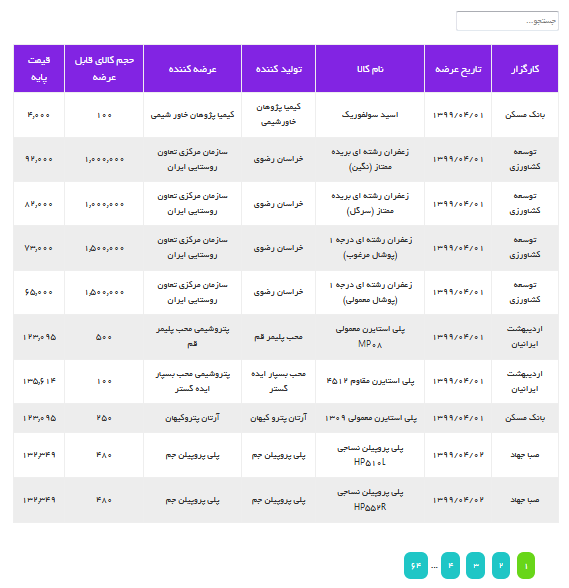 جستجو...
کارگزار تاریخ عرضه نام کالا تولید کننده عرضه کننده حجم کالای قابل عرضه قیمت پایه
بانک مسکن ۱۳۹۹/۰۴/۰۱ اسید سولفوریک کیمیا پژوهان خاورشیمی کیمیا پژوهان خاور شیمی ۱۰۰ ۴,۰۰۰
توسعه کشاورزی ۱۳۹۹/۰۴/۰۱ زعفران رشته ای بریده ممتاز (نگین) خراسان رضوی سازمان مرکزی تعاون روستایی ایران ۱,۰۰۰,۰۰۰ ۹۲,۰۰۰
توسعه کشاورزی ۱۳۹۹/۰۴/۰۱ زعفران رشته ای بریده ممتاز (سرگل) خراسان رضوی سازمان مرکزی تعاون روستایی ایران ۱,۰۰۰,۰۰۰ ۸۲,۰۰۰
توسعه کشاورزی ۱۳۹۹/۰۴/۰۱ زعفران رشته ای درجه ۱ (پوشال مرغوب) خراسان رضوی سازمان مرکزی تعاون روستایی ایران ۱,۵۰۰,۰۰۰ ۷۳,۰۰۰
توسعه کشاورزی ۱۳۹۹/۰۴/۰۱ زعفران رشته ای درجه ۱ (پوشال معمولی) خراسان رضوی سازمان مرکزی تعاون روستایی ایران ۱,۵۰۰,۰۰۰ ۶۵,۰۰۰
اردیبهشت ایرانیان ۱۳۹۹/۰۴/۰۱ پلی استایرن معمولی MP۰۸ محب پلیمر قم پتروشیمی محب پلیمر قم ۵۰۰ ۱۲۳,۰۹۵
اردیبهشت ایرانیان ۱۳۹۹/۰۴/۰۱ پلی استایرن مقاوم ۴۵۱۲ محب بسپار ایده گستر پتروشیمی محب بسپار ایده گستر ۱۰۰ ۱۳۵,۶۱۴
بانک مسکن ۱۳۹۹/۰۴/۰۱ پلی استایرن معمولی ۱۳۰۹ آرتان پترو کیهان آرتان پتروکیهان ۲۵۰ ۱۲۳,۰۹۵
صبا جهاد ۱۳۹۹/۰۴/۰۲ پلی پروپیلن نساجی HP۵۱۰L پلی پروپیلن جم پلی پروپیلن جم ۴۸۰ ۱۳۲,۳۴۹
صبا جهاد ۱۳۹۹/۰۴/۰۲ پلی پروپیلن نساجی HP۵۵۲R پلی پروپیلن جم پلی پروپیلن جم ۴۸۰ ۱۳۲,۳۴۹
۱ ۲ ۳ ۴ ... ۶۴